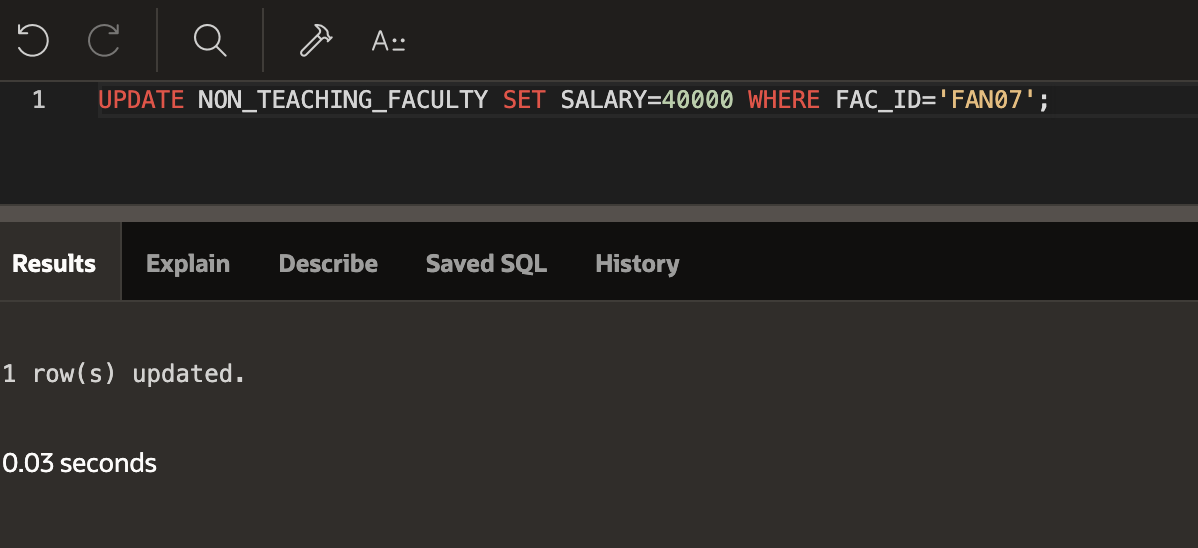 A::
1 UPDATE NON_TEACHING_FACULTY SET SALARY=40000 WHERE FAC_ID='FAN07';
Results Explain Describe Saved SQL History
1 row(s) updated.
0.03 seconds